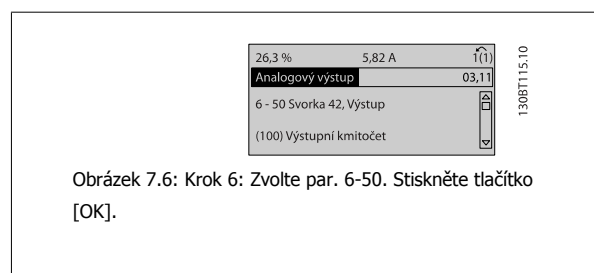 26,3 % 5,82 A 1(1)
Analogový výstup 03,11
6 - 50 Svorka 42, Výstup
(100) Výstupní kmitočet
130BT115.10
Obrázek 7.6: Krok 6: Zvolte par. 6-50. Stiskněte tlačítko
[OK].